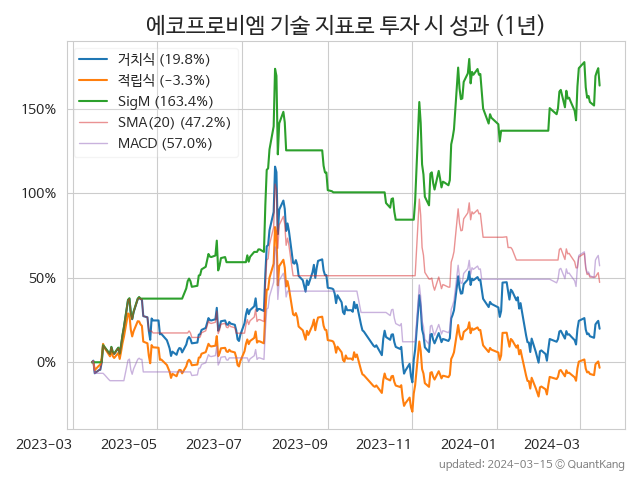 에코프로비엠 기술 지표로 투자 시 성과 (1년)
거치식 (19.8%)
적립식 (−3.3%)
SigM (163.4%)
SMA(20) (47.2%)
MACD (57.0%)
150%
100%
50%
0%
2023-03 2023-05 2023-07 2023-09 2023-11 2024-01 2024-03
updated: 2024-03-15 © QuantKang